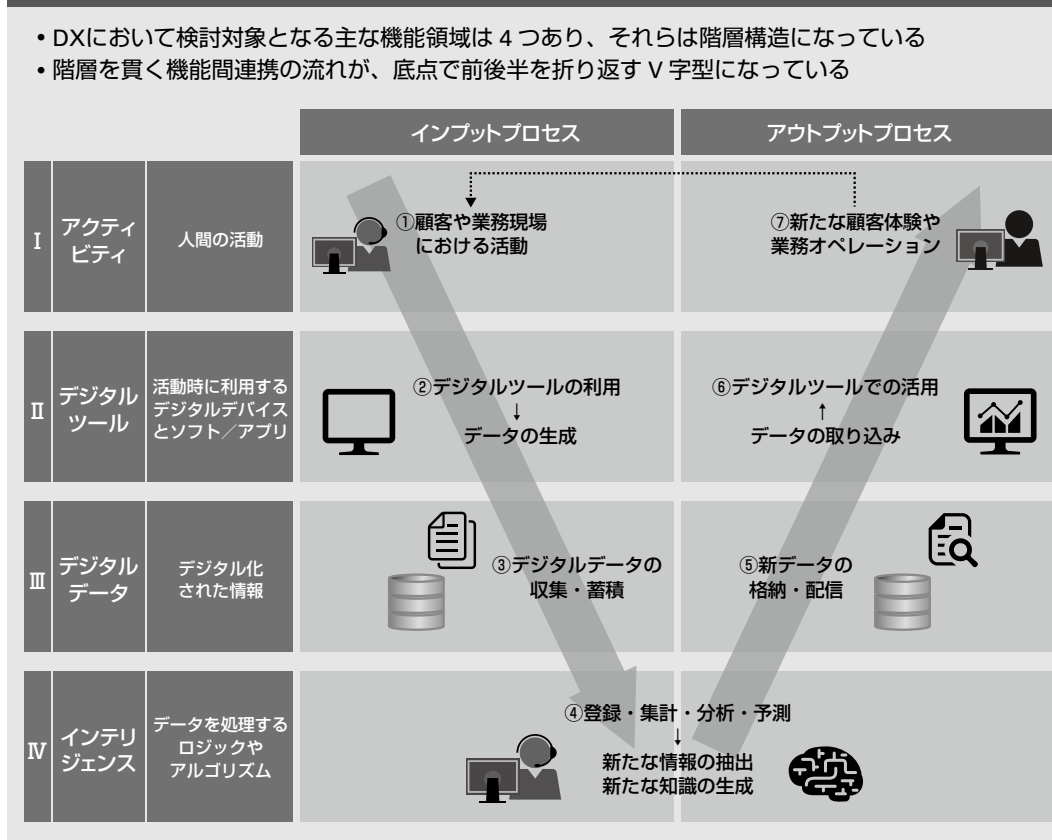 •DXにおいて検討対象となる主な機能領域は４つあり、それらは階層構造になっている
•階層を貫く機能間連携の流れが、底点で前後半を折り返すV字型になっている
インプットプロセス
アウトプットプロセス
Ⅰ
アクティ
ビティ
人間の活動
①顧客や業務現場
における活動
⑦新たな顧客体験や
業務オペレーション
Ⅱ
デジタル
ツール
活動時に利用する
デジタルデバイス
とソフト／アプリ
②デジタルツールの利用
↓
データの生成
⑥デジタルツールでの活用
↑
データの取り込み
Ⅲ
デジタル
データ
デジタル化
された情報
③デジタルデータの
収集・蓄積
⑤新データの
格納・配信
Ⅳ
インテリ
ジェンス
データを処理する
ロジックや
アルゴリズム
④登録・集計・分析・予測
↓
新たな情報の抽出
新たな知識の生成